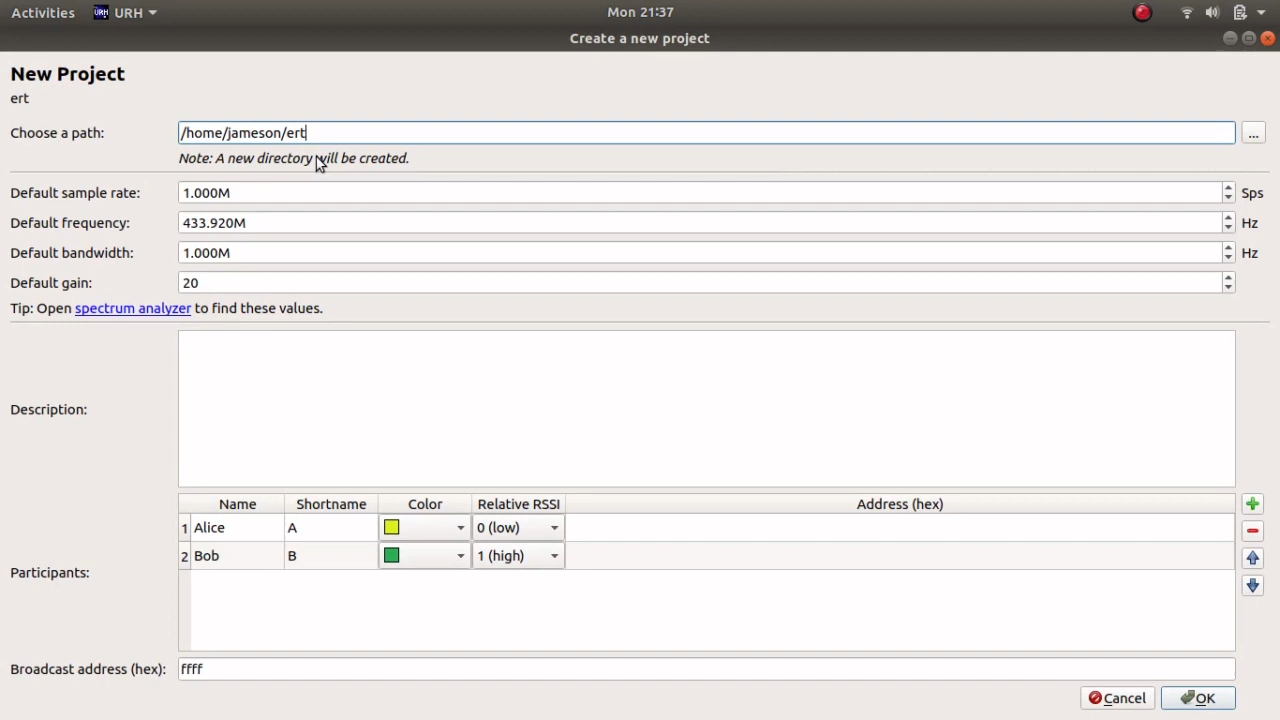 Activities URH Mon 21:37
Create a new project
New Project
ert
Choose a path: /home/jameson/ert ...
Note: A new directory will be created.
Default sample rate: 1.000M Sps
Default frequency: 433.920M Hz
Default bandwidth: 1.000M Hz
Default gain: 20
Tip: Open spectrum analyzer to find these values.
Description:
Name Shortname Color Relative RSSI Address (hex)
1 Alice A 0 (low)
2 Bob B 1 (high)
Participants:
Broadcast address (hex): ffff
Cancel OK